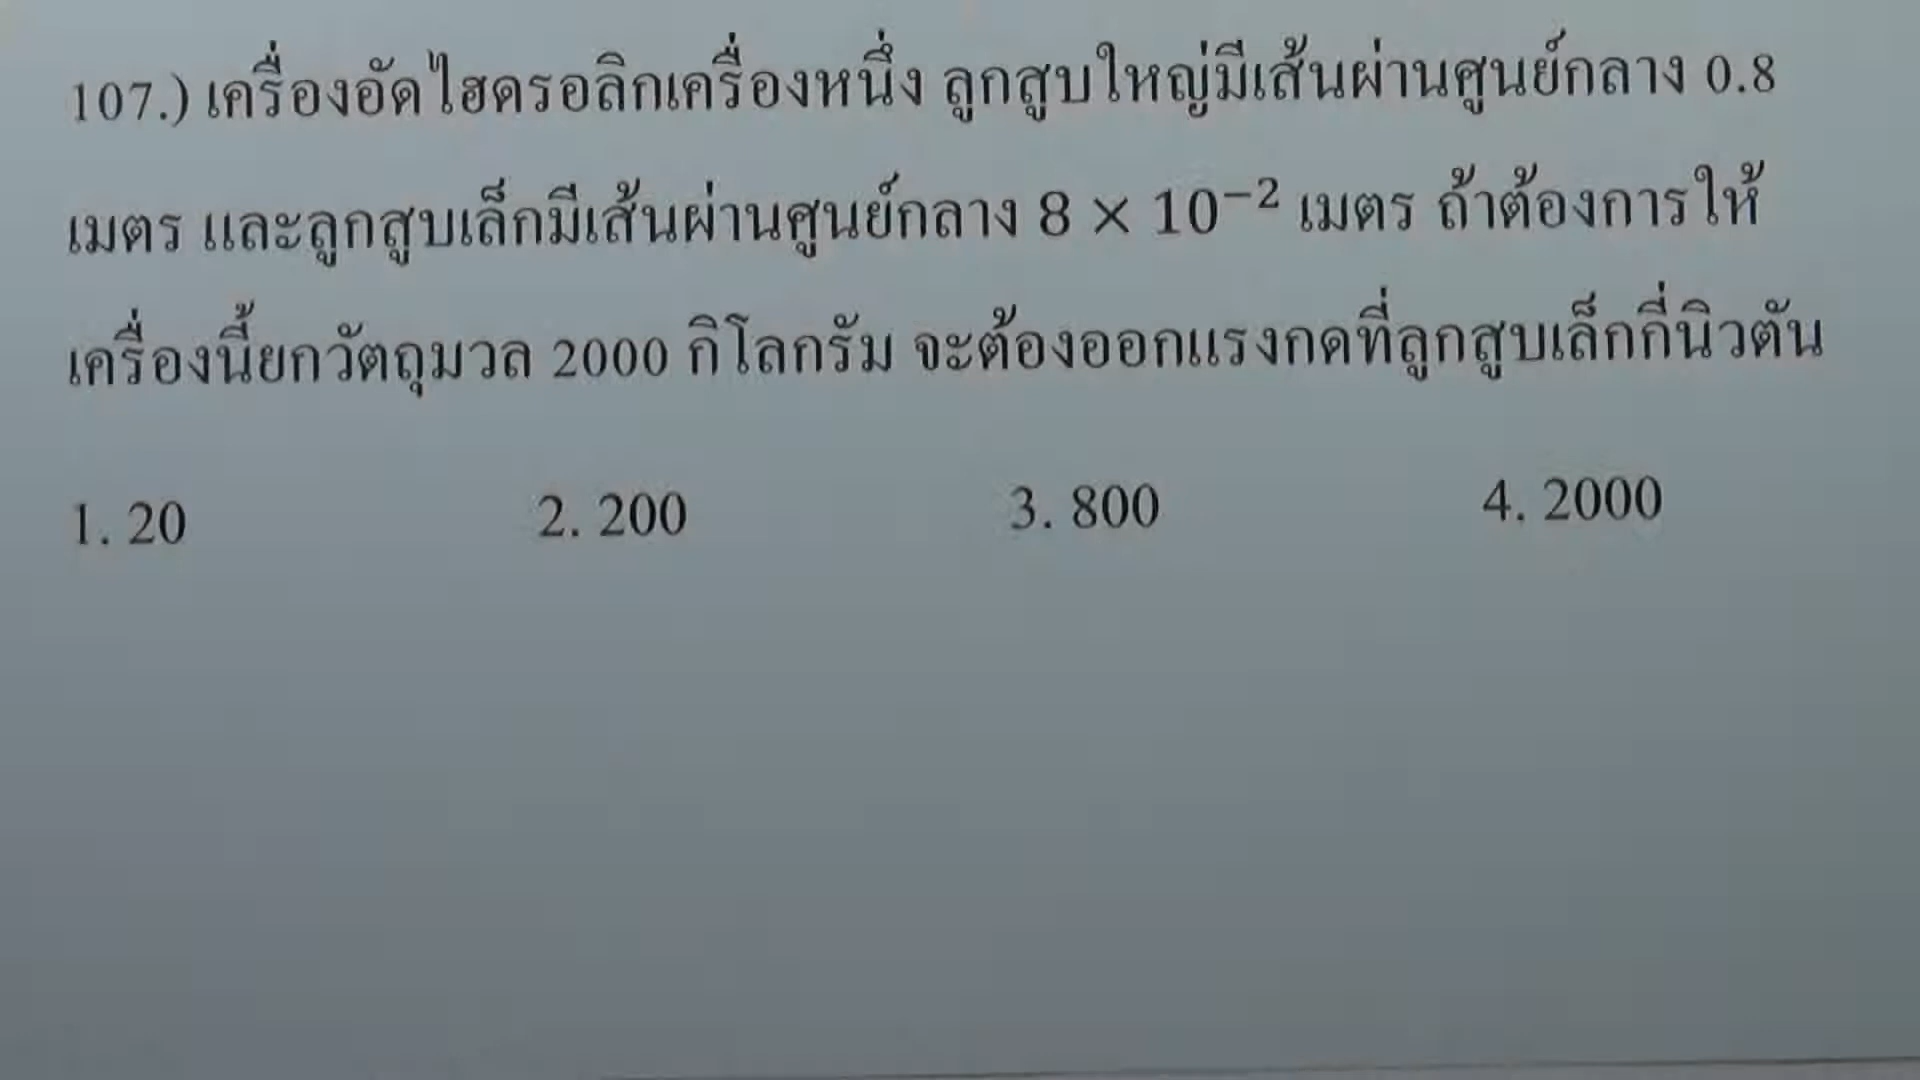 107.) เครื่องอัดไฮดรอลิกเครื่องหนึ่ง ลูกสูบใหญ่มีเส้นผ่านศูนย์กลาง 0.8
เมตร และลูกสูบเล็กมีเส้นผ่านศูนย์กลาง 8 × 10⁻² เมตร ถ้าต้องการให้
เครื่องนี้ยกวัตถุมวล 2000 กิโลกรัม จะต้องออกแรงกดที่ลูกสูบเล็กกี่นิวตัน
1. 20 2. 200 3. 800 4. 2000